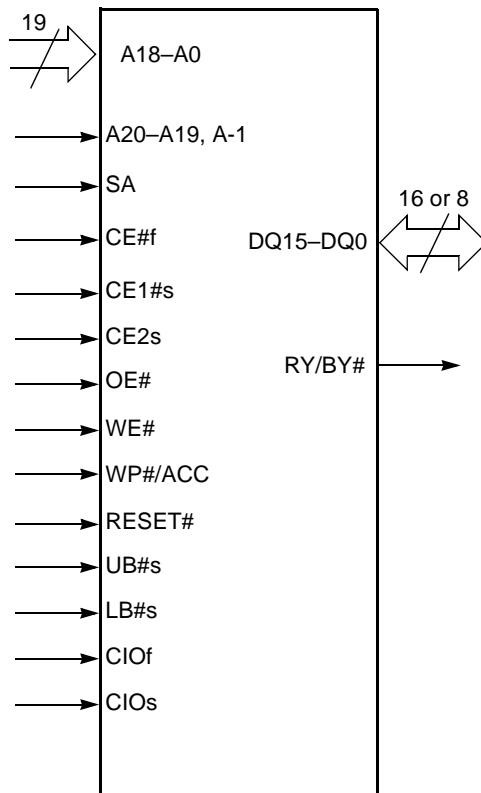 19
A18–A0
A20–A19, A-1
SA
16 or 8
CE#f
DQ15–DQ0
CE1#s
CE2s
RY/BY#
OE#
WE#
WP#/ACC
RESET#
UB#s
LB#s
CIOf
CIOs